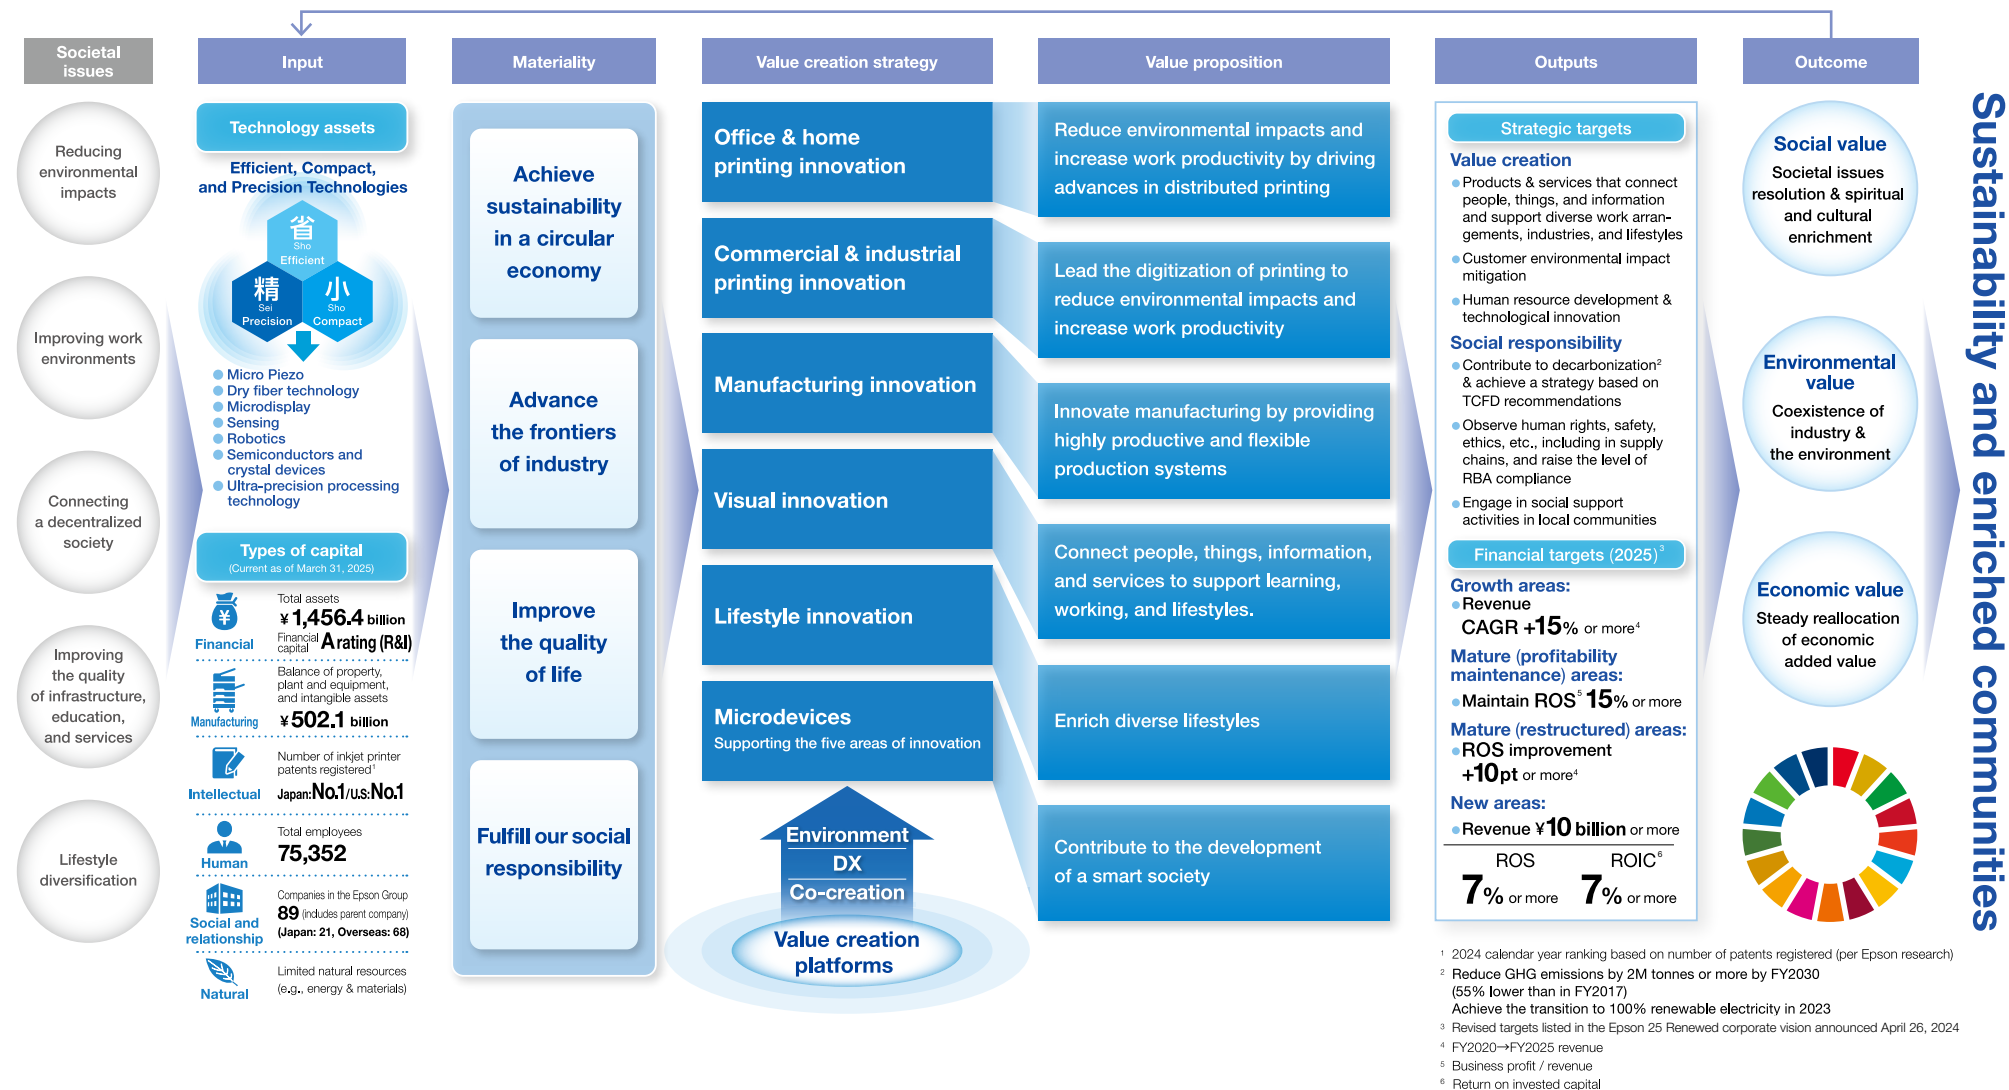 Societal
issues
Input
Materiality
Value creation strategy
Value proposition
Outputs
Outcome
Reducing
environmental
impacts
Improving work
environments
Connecting
a decentralized
society
Improving
the quality
of infrastructure,
education,
and services
Lifestyle
diversification
Technology assets
Efficient, Compact,
and Precision Technologies
省
Sho
Efficient
精
Sei
Precision
小
Sho
Compact
Micro Piezo
Dry fiber technology
Microdisplay
Sensing
Robotics
Semiconductors and
crystal devices
Ultra-precision processing
technology
Types of capital
(Current as of March 31, 2025)
Financial
Total assets
¥1,456.4 billion
Financial
capital A rating (R&I)
Manufacturing
Balance of property,
plant and equipment,
and intangible assets
¥502.1 billion
Intellectual
Number of inkjet printer
patents registered1
Japan:No.1/U.S:No.1
Human
Total employees
75,352
Social and
relationship
Companies in the Epson Group
89 (includes parent company)
(Japan: 21, Overseas: 68)
Natural
Limited natural resources
(e.g., energy & materials)
Achieve
sustainability
in a circular
economy
Advance
the frontiers
of industry
Improve
the quality
of life
Fulfill our social
responsibility
Office & home
printing innovation
Commercial & industrial
printing innovation
Manufacturing innovation
Visual innovation
Lifestyle innovation
Microdevices
Supporting the five areas of innovation
Environment
DX
Co-creation
Value creation
platforms
Reduce environmental impacts and
increase work productivity by driving
advances in distributed printing
Lead the digitization of printing to
reduce environmental impacts and
increase work productivity
Innovate manufacturing by providing
highly productive and flexible
production systems
Connect people, things, information,
and services to support learning,
working, and lifestyles.
Enrich diverse lifestyles
Contribute to the development
of a smart society
Strategic targets
Value creation
Products & services that connect
people, things, and information
and support diverse work arran-
gements, industries, and lifestyles
Customer environmental impact
mitigation
Human resource development &
technological innovation
Social responsibility
Contribute to decarbonization2
& achieve a strategy based on
TCFD recommendations
Observe human rights, safety,
ethics, etc., including in supply
chains, and raise the level of
RBA compliance
Engage in social support
activities in local communities
Financial targets (2025)3
Growth areas:
Revenue
CAGR +15% or more4
Mature (profitability
maintenance) areas:
Maintain ROS5 15% or more
Mature (restructured) areas:
ROS improvement
+10pt or more4
New areas:
Revenue ¥10 billion or more
ROS
7% or more
ROIC6
7% or more
Social value
Societal issues
resolution & spiritual
and cultural
enrichment
Environmental
value
Coexistence of
industry &
the environment
Economic value
Steady reallocation
of economic
added value
Sustainability and enriched communities
1 2024 calendar year ranking based on number of patents registered (per Epson research)
2 Reduce GHG emissions by 2M tonnes or more by FY2030
(55% lower than in FY2017)
Achieve the transition to 100% renewable electricity in 2023
3 Revised targets listed in the Epson 25 Renewed corporate vision announced April 26, 2024
4 FY2020→FY2025 revenue
5 Business profit / revenue
6 Return on invested capital